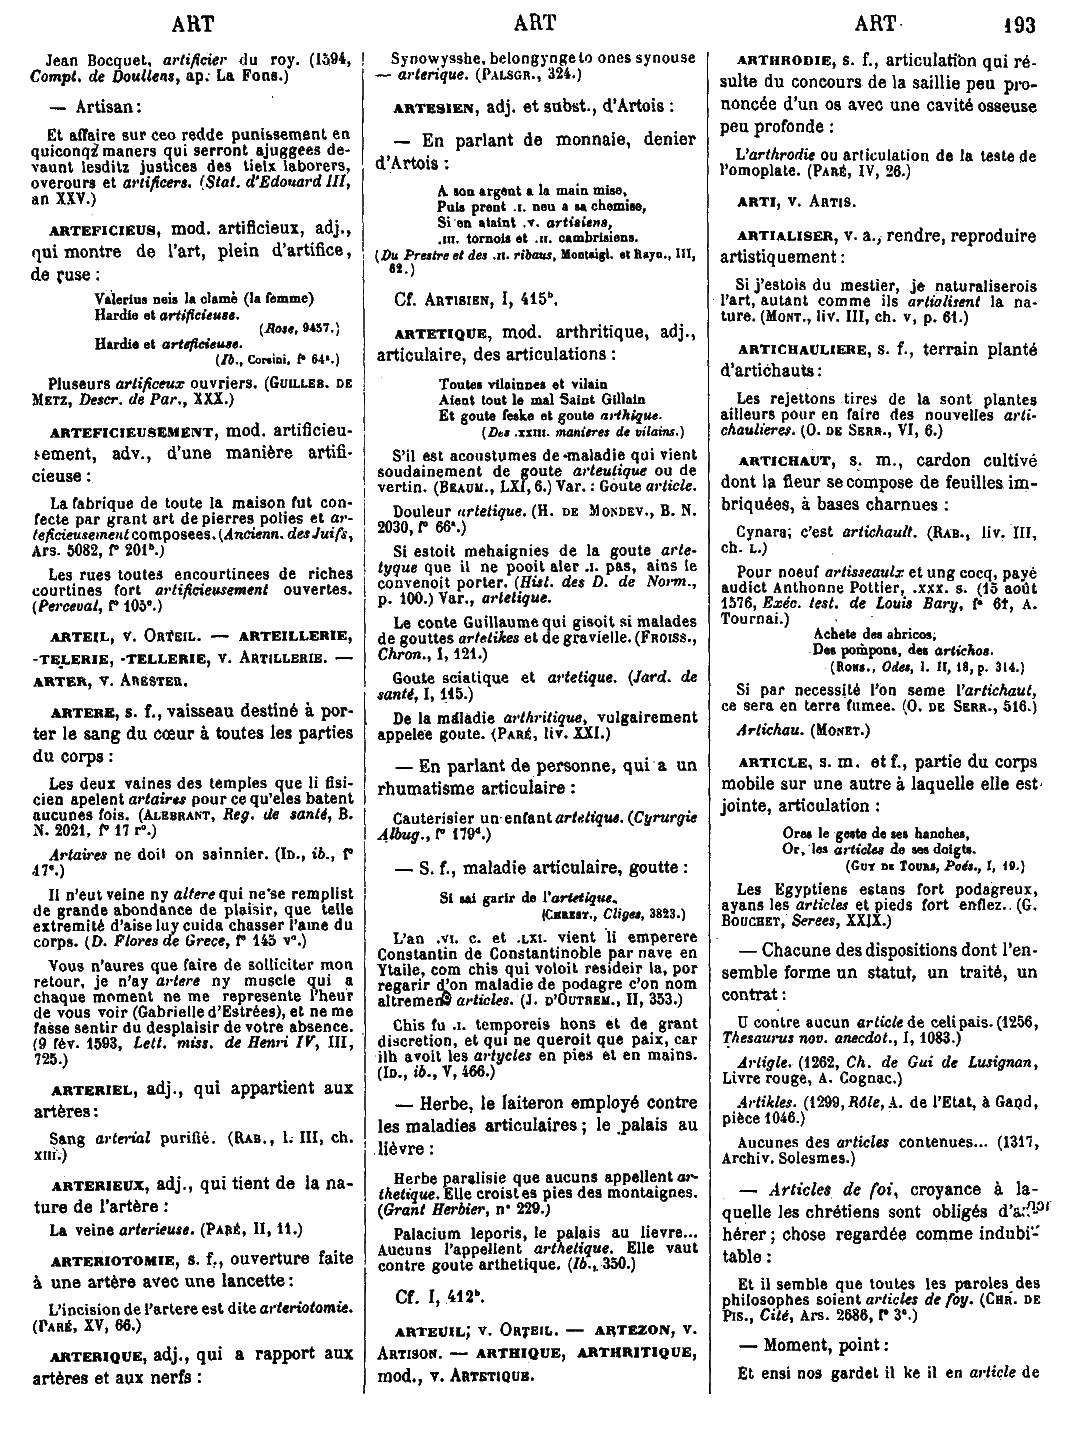 ART ART ART 193
Jean Bocquet, artificier du roy. (1594,
Compt. de Doullens, ap. La Fons.)
— Artisan :
Et affaire sur ceo redde punissement en
quiconqz maners qui serront ajuggees de-
vaunt lesditz justices des tielx laborers,
overours et artificers. (Stat. d'Edouard III,
an XXV.)
ARTEFICIEUS, mod. artificieux, adj.,
qui montre de l'art, plein d'artifice,
de ruse :
Valerius neis la clamè (la femme)
Hardie et artificieuse.
(Rose, 9457.)
Hardie et arteficieuse.
(Ib., Corsini, f° 64ª.)
Pluseurs artificeux ouvriers. (GUILLEB. DE
METZ, Descr. de Par., XXX.)
ARTEFICIEUSEMENT, mod. artificieu-
sement, adv., d'une manière artifi-
cieuse :
La fabrique de toute la maison fut con-
fecte par grant art de pierres polies et ar-
teficieusement composees. (Ancienn. des Juifs,
Ars. 5082, f° 201ᵇ.)
Les rues toutes encourtinees de riches
courtines fort artificieusement ouvertes.
(Perceval, f° 105ᵉ.)
ARTEIL, V. ORTEIL. — ARTEILLERIE,
-TELERIE, -TELLERIE, V. ARTILLERIE. —
ARTER, V. ARESTER.
ARTERE, s. f., vaisseau destiné à por-
ter le sang du cœur à toutes les parties
du corps :
Les deux vaines des temples que li fisi-
cien apelent artaires pour ce qu'eles batent
aucunes fois. (ALEBRANT, Reg. de santé, B.
N. 2021, f° 17 r°.)
Artaires ne doit on sainnier. (ID., ib., f°
17ᵉ.)
Il n'eut veine ny altere qui ne se remplist
de grande abondance de plaisir, que telle
extremité d'aise luy cuida chasser l'ame du
corps. (D. Flores de Grece, f° 145 v°.)
Vous n'aures que faire de solliciter mon
retour, je n'ay artere ny muscle qui a
chaque moment ne me represente l'heur
de vous voir (Gabrielle d'Estrées), et ne me
fasse sentir du desplaisir de votre absence.
(9 fév. 1593, Lett. miss. de Henri IV, III,
725.)
ARTERIEL, adj., qui appartient aux
artères :
Sang arterial purifié. (RAB., l. III, ch.
XIII.)
ARTERIEUX, adj., qui tient de la na-
ture de l'artère :
La veine arterieuse. (PARÉ, II, 11.)
ARTERIOTOMIE, s. f., ouverture faite
à une artère avec une lancette :
L'incision de l'artere est dite arteriotomie.
(PARÉ, XV, 66.)
ARTERIQUE, adj., qui a rapport aux
artères et aux nerfs :
Synowysshe, belongynge to ones synouse
— arterique. (PALSGR., 324.)
ARTESIEN, adj. et subst., d'Artois :
— En parlant de monnaie, denier
d'Artois :
A son argent a la main mise,
Puis prent .I. neu a sa chemise,
Si en ataint .V. artisiens,
.III. tornois et .II. cambrisiens.
(Du Prestre et des .II. ribaus, Montaigl. et Rayn., III,
62.)
Cf. ARTISIEN, I, 415ᵇ.
ARTETIQUE, mod. arthritique, adj.,
articulaire, des articulations :
Toutes vilainnes et vilain
Aient tout le mal Saint Gillain
Et goute feske et goute arthique.
(Des .XXIII. manieres de vilains.)
S'il est acoustumes de maladie qui vient
soudainement de goute arteutique ou de
vertin. (BEAUM., LXI, 6.) Var. : Goute article.
Douleur artetique. (H. DE MONDEV., B. N.
2030, f° 66ª.)
Si estoit mehaignies de la goute arte-
tyque que il ne pooit aler .I. pas, ains le
convenoit porter. (Hist. des D. de Norm.,
p. 100.) Var., artetique.
Le conte Guillaume qui gisoit si malades
de gouttes artetikes et de gravielle. (FROISS.,
Chron., I, 121.)
Goute sciatique et artetique. (Jard. de
santé, I, 115.)
De la maladie arthritique, vulgairement
appelee goute. (PARÉ, liv. XXI.)
— En parlant de personne, qui a un
rhumatisme articulaire :
Cauterisier un enfant artetique. (Cyrurgie
Albug., f° 179ᵈ.)
— S. f., maladie articulaire, goutte :
Si sai garir de l'artetique.
(CHREST., Cliges, 3823.)
L'an .VI. C. et .LXI. vient li emperere
Constantin de Constantinoble par nave en
Ytaile, com chis qui voloit resideir la, por
regarir d'on maladie de podagre c'on nom
altrement articles. (J. D'OUTREM., II, 353.)
Chis fu .I. temporeis hons et de grant
discretion, et qui ne queroit que paix, car
ilh avoit les artycles en pies et en mains.
(ID., ib., V, 466.)
— Herbe, le laiteron employé contre
les maladies articulaires ; le palais au
lièvre :
Herbe paralisie que aucuns appellent ar-
thetique. Elle croist es pies des montaignes.
(Grant Herbier, n° 229.)
Palacium leporis, le palais au lievre...
Aucuns l'appellent arthetique. Elle vaut
contre goute arthetique. (Ib., 350.)
Cf. I, 412ᵇ.
ARTEUIL, V. ORTEIL. — ARTEZON, V.
ARTISON. — ARTHIQUE, ARTHRITIQUE,
mod., V. ARTETIQUE.
ARTHRODIE, s. f., articulation qui ré-
sulte du concours de la saillie peu pro-
noncée d'un os avec une cavité osseuse
peu profonde :
L'arthrodie ou articulation de la teste de
l'omoplate. (PARÉ, IV, 26.)
ARTI, V. ARTIS.
ARTIALISER, v. a., rendre, reproduire
artistiquement :
Si j'estois du mestier, je naturaliserois
l'art, autant comme ils artialisent la na-
ture. (MONT., liv. III, ch. v, p. 61.)
ARTICHAULIERE, s. f., terrain planté
d'artichauts :
Les rejettons tires de la sont plantes
ailleurs pour en faire des nouvelles arti-
chaulieres. (O. DE SERR., VI, 6.)
ARTICHAUT, s. m., cardon cultivé
dont la fleur se compose de feuilles im-
briquées, à bases charnues :
Cynara; c'est artichault. (RAB., liv. III,
ch. L.)
Pour noeuf artisseaulx et ung cocq, payé
audict Anthonne Pottier, .XXX. s. (15 août
1576, Exéc. test. de Louis Bary, f° 61, A.
Tournai.)
Achete des abricos,
Des pompons, des artichos.
(RONS., Odes, l. II, 18, p. 314.)
Si par necessité l'on seme l'artichaut,
ce sera en terre fumee. (O. DE SERR., 516.)
Artichau. (MONET.)
ARTICLE, s. m. et f., partie du corps
mobile sur une autre à laquelle elle est
jointe, articulation :
Ores le geste de ses hanches,
Or, les articles de ses doigts.
(GUY DE TOURS, Poés., I, 19.)
Les Egyptiens estans fort podagreux,
ayans les articles et pieds fort enflez.. (G.
BOUCHET, Serees, XXIX.)
— Chacune des dispositions dont l'en-
semble forme un statut, un traité, un
contrat :
U contre aucun article de celi pais. (1256,
Thesaurus nov. anecdot., I, 1083.)
Artigle. (1262, Ch. de Gui de Lusignan,
Livre rouge, A. Cognac.)
Artikles. (1299, Rôle, A. de l'Etat, à Gand,
pièce 1046.)
Aucunes des articles contenues... (1317,
Archiv. Solesmes.)
— Articles de foi, croyance à la-
quelle les chrétiens sont obligés
hérer ; chose regardée comme indubi-
table :
Et il semble que toutes les paroles des
philosophes soient articles de foy. (CHR. DE
PIS., Cité, Ars. 2686, f° 3ᵉ.)
— Moment, point :
Et ensi nos gardet il ke il en article de